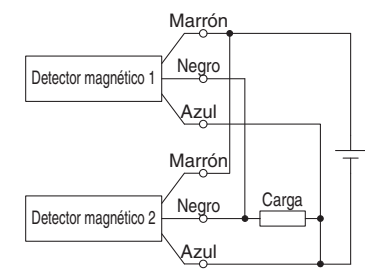 Marrón
Detector magnético 1
Negro
Azul
Marrón
Detector magnético 2
Negro
Carga
Azul